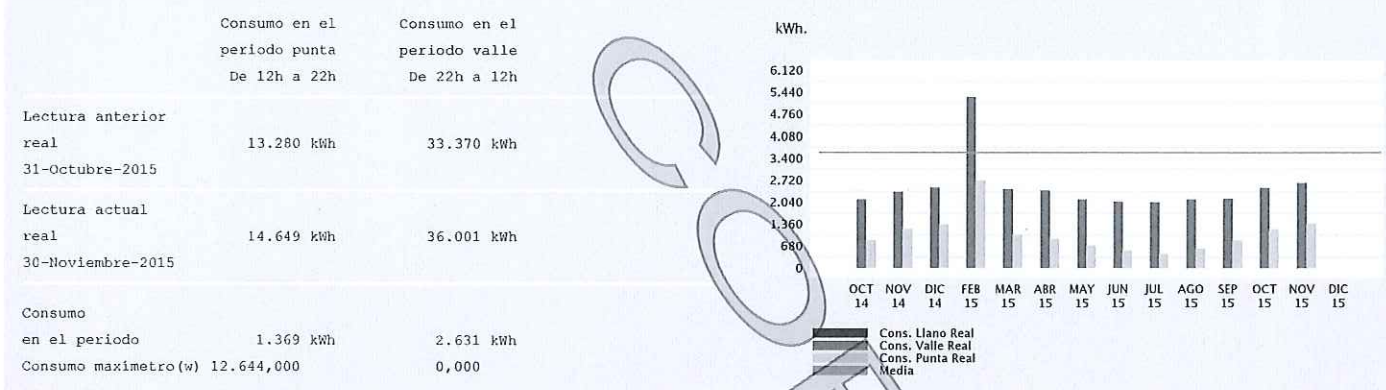 Consumo en el Consumo en el
periodo punta periodo valle
De 12h a 22h De 22h a 12h
Lectura anterior
real 13.280 kWh 33.370 kWh
31-Octubre-2015
Lectura actual
real 14.649 kWh 36.001 kWh
30-Noviembre-2015
Consumo
en el periodo 1.369 kWh 2.631 kWh
Consumo maxímetro(w) 12.644,000 0,000
kWh.
6.120
5.440
4.760
4.080
3.400
2.720
2.040
1.360
680
0
OCT NOV DIC FEB MAR ABR MAY JUN JUL AGO SEP OCT NOV DIC
14 14 14 15 15 15 15 15 15 15 15 15 15 15
Cons. Llano Real
Cons. Valle Real
Cons. Punta Real
Media